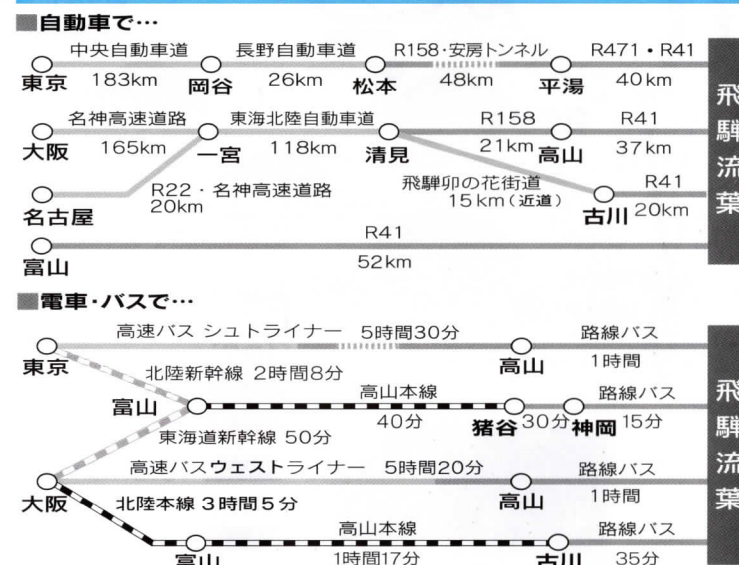 ■自動車で…
中央自動車道 長野自動車道 R158・安房トンネル R471・R41
東京 183km 岡谷 26km 松本 48km 平湯 40km
名神高速道路 東海北陸自動車道 R158 R41
大阪 165km 一宮 118km 清見 21km 高山 37km
R22・名神高速道路 飛騨卯の花街道 R41
名古屋 20km 15km(近道) 古川 20km
R41
富山 52km
飛騨流葉
■電車・バスで…
高速バス シュトライナー 5時間30分 路線バス
東京 高山 1時間
北陸新幹線 2時間8分
高山本線 路線バス
富山 40分 猪谷 30分 神岡 15分
東海道新幹線 50分
高速バスウェストライナー 5時間20分 路線バス
大阪 高山 1時間
北陸本線 3時間5分
高山本線 路線バス
富山 1時間17分 古川 35分
飛騨流葉